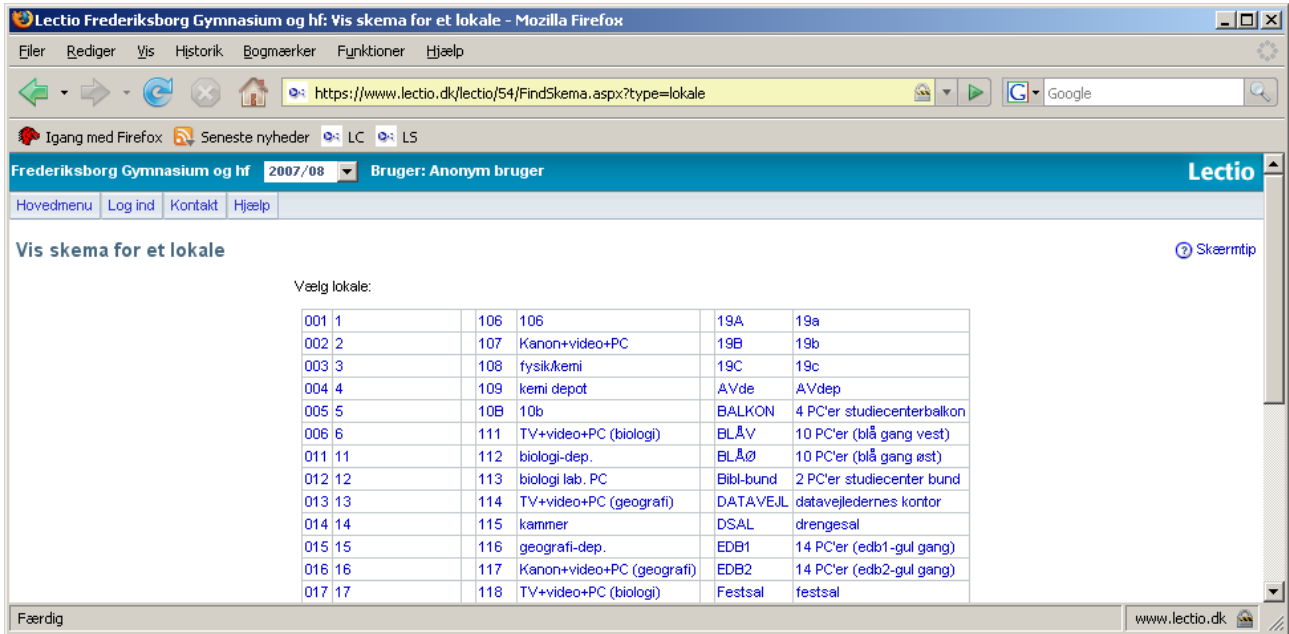 Lectio Frederiksborg Gymnasium og hf: Vis skema for et lokale - Mozilla Firefox
Filer Rediger Vis Historik Bogmærker Funktioner Hjælp
https://www.lectio.dk/lectio/54/FindSkema.aspx?type=lokale G Google
Igang med Firefox Seneste nyheder LC LS
Frederiksborg Gymnasium og hf 2007/08 Bruger: Anonym bruger Lectio
Hovedmenu Log ind Kontakt Hjælp
Vis skema for et lokale ? Skærmtip
Vælg lokale:
001 1 106 106 19A 19a
002 2 107 Kanon+video+PC 19B 19b
003 3 108 fysik/kemi 19C 19c
004 4 109 kemi depot AVde AVdep
005 5 10B 10b BALKON 4 PC'er studiecenterbalkon
006 6 111 TV+video+PC (biologi) BLÅV 10 PC'er (blå gang vest)
011 11 112 biologi-dep. BLÅØ 10 PC'er (blå gang øst)
012 12 113 biologi lab. PC Bibl-bund 2 PC'er studiecenter bund
013 13 114 TV+video+PC (geografi) DATAVEJL datavejledernes kontor
014 14 115 kammer DSAL drengesal
015 15 116 geografi-dep. EDB1 14 PC'er (edb1-gul gang)
016 16 117 Kanon+video+PC (geografi) EDB2 14 PC'er (edb2-gul gang)
017 17 118 TV+video+PC (biologi) Festsal festsal
Færdig www.lectio.dk